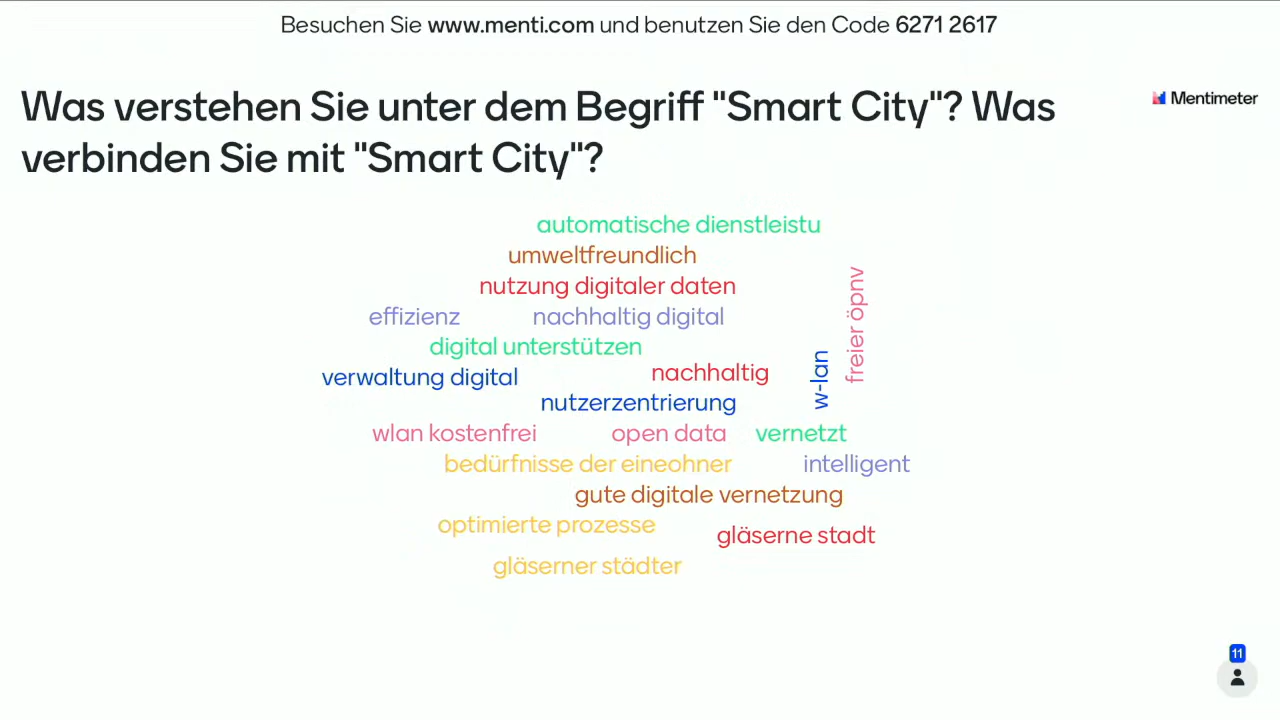 Besuchen Sie www.menti.com und benutzen Sie den Code 6271 2617
Was verstehen Sie unter dem Begriff "Smart City"? Was
verbinden Sie mit "Smart City"?
Mentimeter
automatische dienstleistu
umweltfreundlich
nutzung digitaler daten
effizienz
nachhaltig digital
freier öpnv
digital unterstützen
verwaltung digital
nachhaltig
w-lan
nutzerzentrierung
wlan kostenfrei
open data
vernetzt
bedürfnisse der eineohner
intelligent
gute digitale vernetzung
optimierte prozesse
gläserne stadt
gläserner städter
11